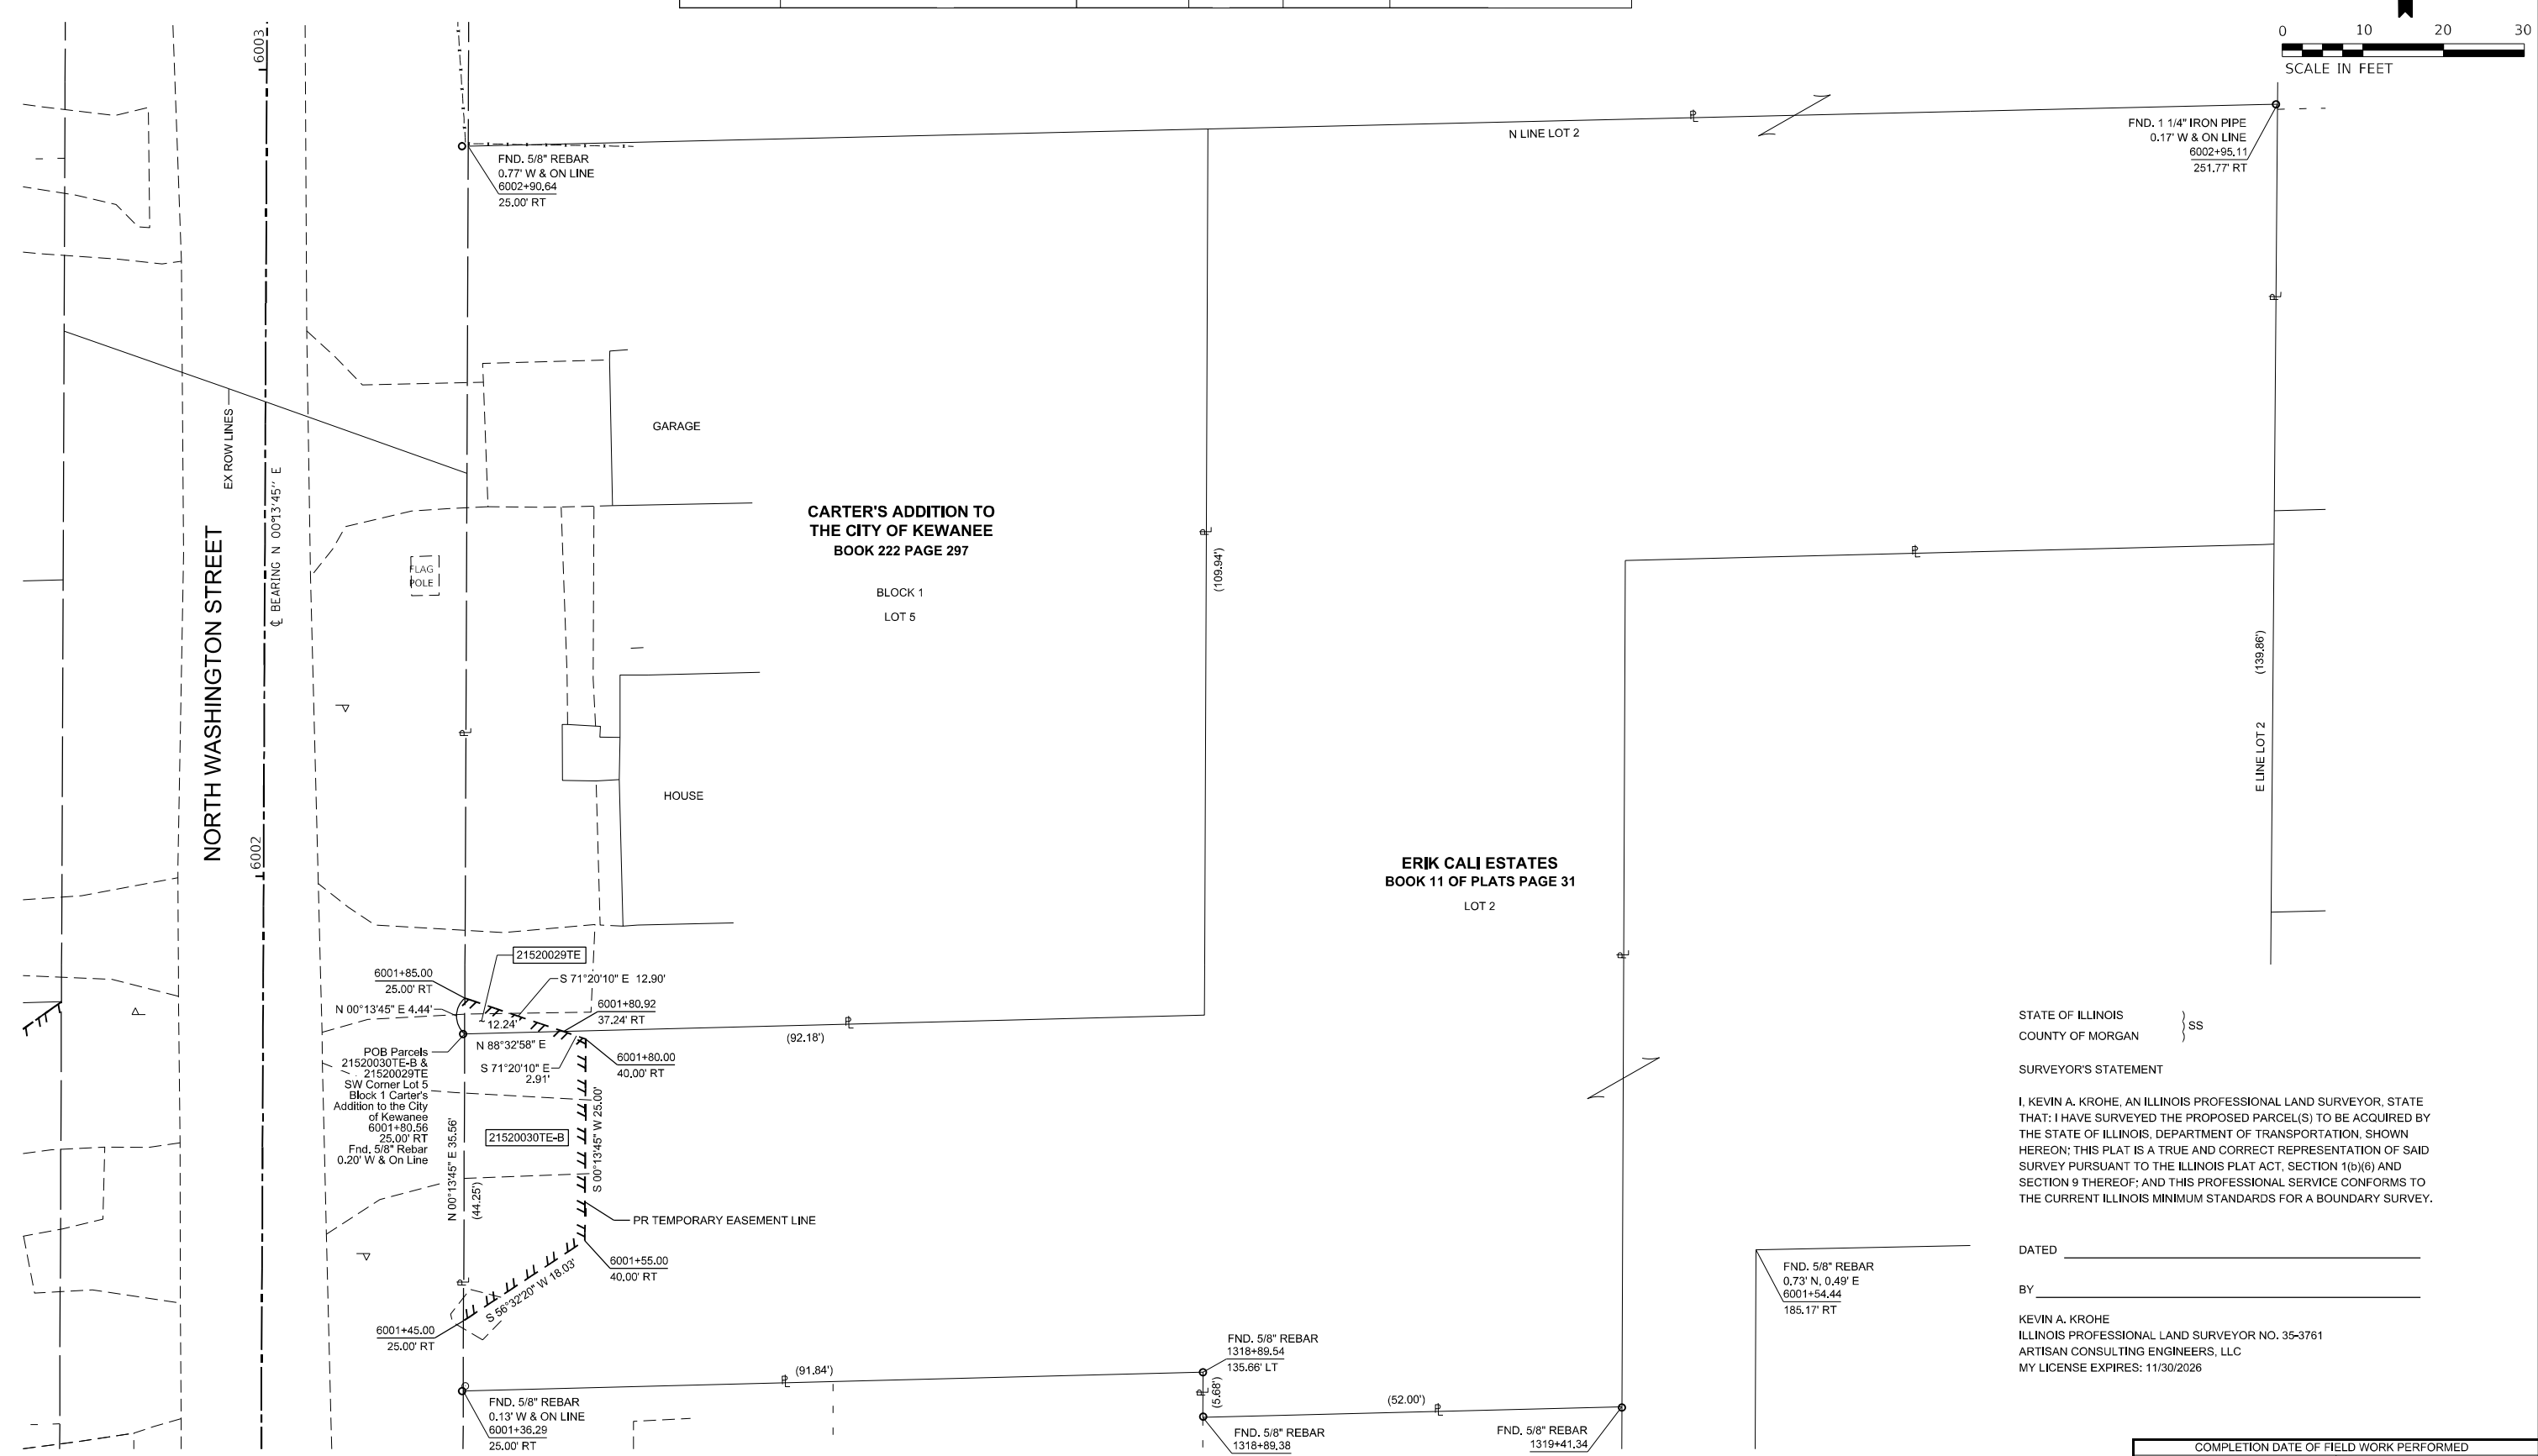 0 10 20 30
SCALE IN FEET
6003
N LINE LOT 2
P̲L
FND. 1 1/4" IRON PIPE
0.17' W & ON LINE
6002+95.11
251.77' RT
FND. 5/8" REBAR
0.77' W & ON LINE
6002+90.64
25.00' RT
PL
EX ROW LINES
NORTH WASHINGTON STREET
℄ BEARING N 00°13'45'' E
GARAGE
CARTER'S ADDITION TO
THE CITY OF KEWANEE
BOOK 222 PAGE 297
BLOCK 1
LOT 5
FLAG
POLE
PL
(109.94')
PL
(139.86')
E LINE LOT 2
PL
HOUSE
6002
ERIK CALI ESTATES
BOOK 11 OF PLATS PAGE 31
LOT 2
PL
21520029TE
6001+85.00
25.00' RT
S 71°20'10" E 12.90'
N 00°13'45" E 4.44'
6001+80.92
37.24' RT
12.24'
PL
(92.18')
N 88°32'58" E
S 71°20'10" E
2.91'
6001+80.00
40.00' RT
POB Parcels
21520030TE-B &
21520029TE
SW Corner Lot 5
Block 1 Carter's
Addition to the City
of Kewanee
6001+80.56
25.00' RT
Fnd. 5/8" Rebar
0.20' W & On Line
N 00°13'45" E 35.56'
(44.25')
21520030TE-B
S 00°13'45" W 25.00'
PR TEMPORARY EASEMENT LINE
6001+55.00
40.00' RT
PL
S 56°32'20" W 18.03'
6001+45.00
25.00' RT
FND. 5/8" REBAR
0.13' W & ON LINE
6001+36.29
25.00' RT
PL
(91.84')
FND. 5/8" REBAR
1318+89.54
135.66' LT
PL
(5.68')
FND. 5/8" REBAR
1318+89.38
(52.00')
PL
FND. 5/8" REBAR
1319+41.34
FND. 5/8" REBAR
0.73' N, 0.49' E
6001+54.44
185.17' RT
STATE OF ILLINOIS
COUNTY OF MORGAN
SS
SURVEYOR'S STATEMENT
I, KEVIN A. KROHE, AN ILLINOIS PROFESSIONAL LAND SURVEYOR, STATE
THAT: I HAVE SURVEYED THE PROPOSED PARCEL(S) TO BE ACQUIRED BY
THE STATE OF ILLINOIS, DEPARTMENT OF TRANSPORTATION, SHOWN
HEREON; THIS PLAT IS A TRUE AND CORRECT REPRESENTATION OF SAID
SURVEY PURSUANT TO THE ILLINOIS PLAT ACT, SECTION 1(b)(6) AND
SECTION 9 THEREOF; AND THIS PROFESSIONAL SERVICE CONFORMS TO
THE CURRENT ILLINOIS MINIMUM STANDARDS FOR A BOUNDARY SURVEY.
DATED
BY
KEVIN A. KROHE
ILLINOIS PROFESSIONAL LAND SURVEYOR NO. 35-3761
ARTISAN CONSULTING ENGINEERS, LLC
MY LICENSE EXPIRES: 11/30/2026
COMPLETION DATE OF FIELD WORK PERFORMED